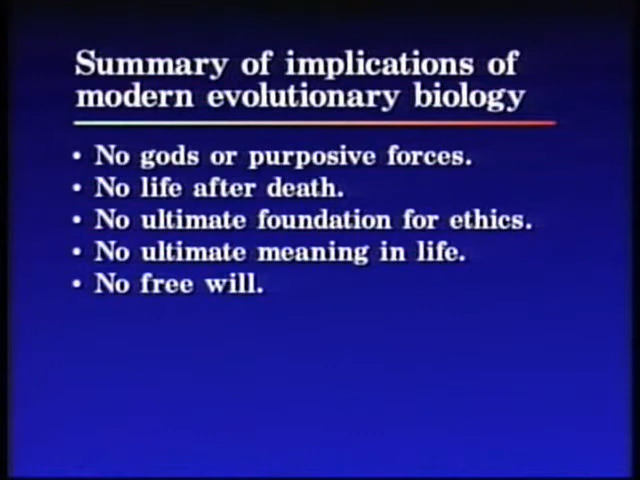 Summary of implications of
modern evolutionary biology
• No gods or purposive forces.
• No life after death.
• No ultimate foundation for ethics.
• No ultimate meaning in life.
• No free will.